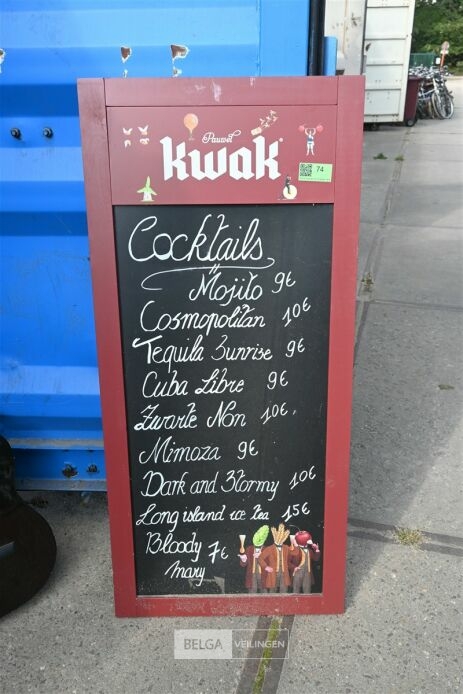 Pauwel
kwak
74
Cocktails
Mojito 9€
Cosmopolitan 10€
Tequila Sunrise 9€
Cuba Libre 9€
Zwarte Non 10€
Mimoza 9€
Dark and Stormy 10€
Long island ice tea 15€
Bloody 7€
Mary
BELGA VEILINGEN